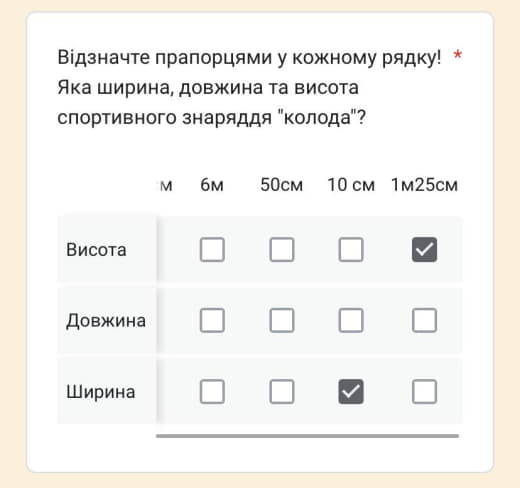 Відзначте прапорцями у кожному рядку! *
Яка ширина, довжина та висота
спортивного знаряддя "колода"?
м 6м 50см 10 см 1м25см
Висота
Довжина
Ширина